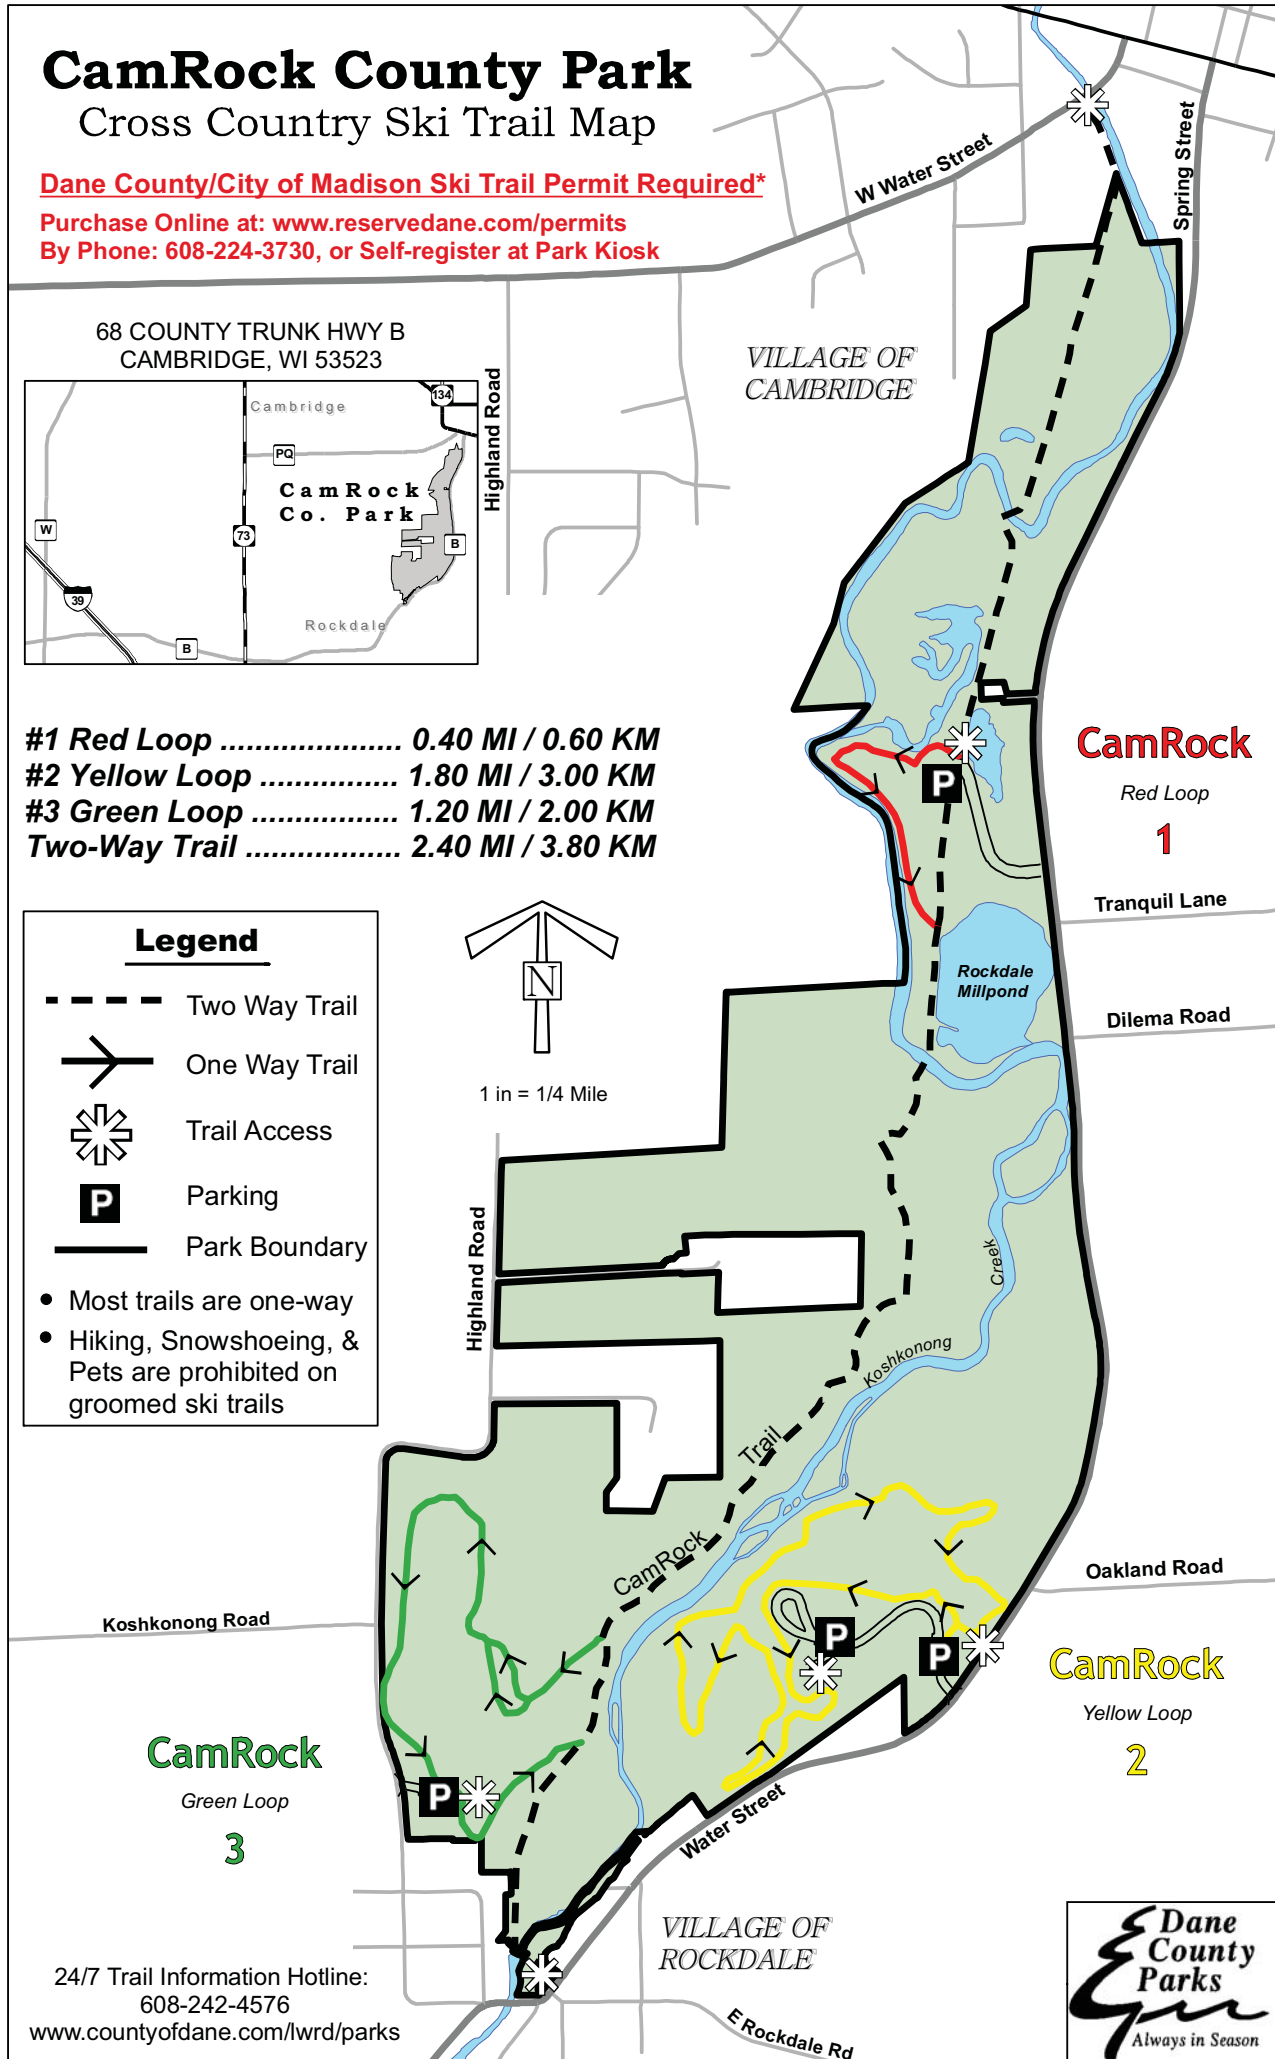 CamRock County Park
Cross Country Ski Trail Map
Dane County/City of Madison Ski Trail Permit Required*
Purchase Online at: www.reservedane.com/permits
By Phone: 608-224-3730, or Self-register at Park Kiosk
68 COUNTY TRUNK HWY B
CAMBRIDGE, WI 53523
Cambridge
134
PQ
CamRock
Co. Park
W
73
B
39
Rockdale
B
Highland Road
W Water Street
Spring Street
VILLAGE OF
CAMBRIDGE
#1 Red Loop ..................... 0.40 MI / 0.60 KM
#2 Yellow Loop ................ 1.80 MI / 3.00 KM
#3 Green Loop ................. 1.20 MI / 2.00 KM
Two-Way Trail .................. 2.40 MI / 3.80 KM
CamRock
Red Loop
1
P
Tranquil Lane
Rockdale
Millpond
Dilema Road
Legend
Two Way Trail
One Way Trail
Trail Access
P
Parking
Park Boundary
• Most trails are one-way
• Hiking, Snowshoeing, &
Pets are prohibited on
groomed ski trails
N
1 in = 1/4 Mile
Highland Road
Creek
Koshkonong
Trail
CamRock
Oakland Road
Koshkonong Road
P
P
CamRock
Yellow Loop
2
CamRock
Green Loop
3
P
Water Street
VILLAGE OF
ROCKDALE
E Rockdale Rd
24/7 Trail Information Hotline:
608-242-4576
www.countyofdane.com/lwrd/parks
Dane
County
Parks
Always in Season